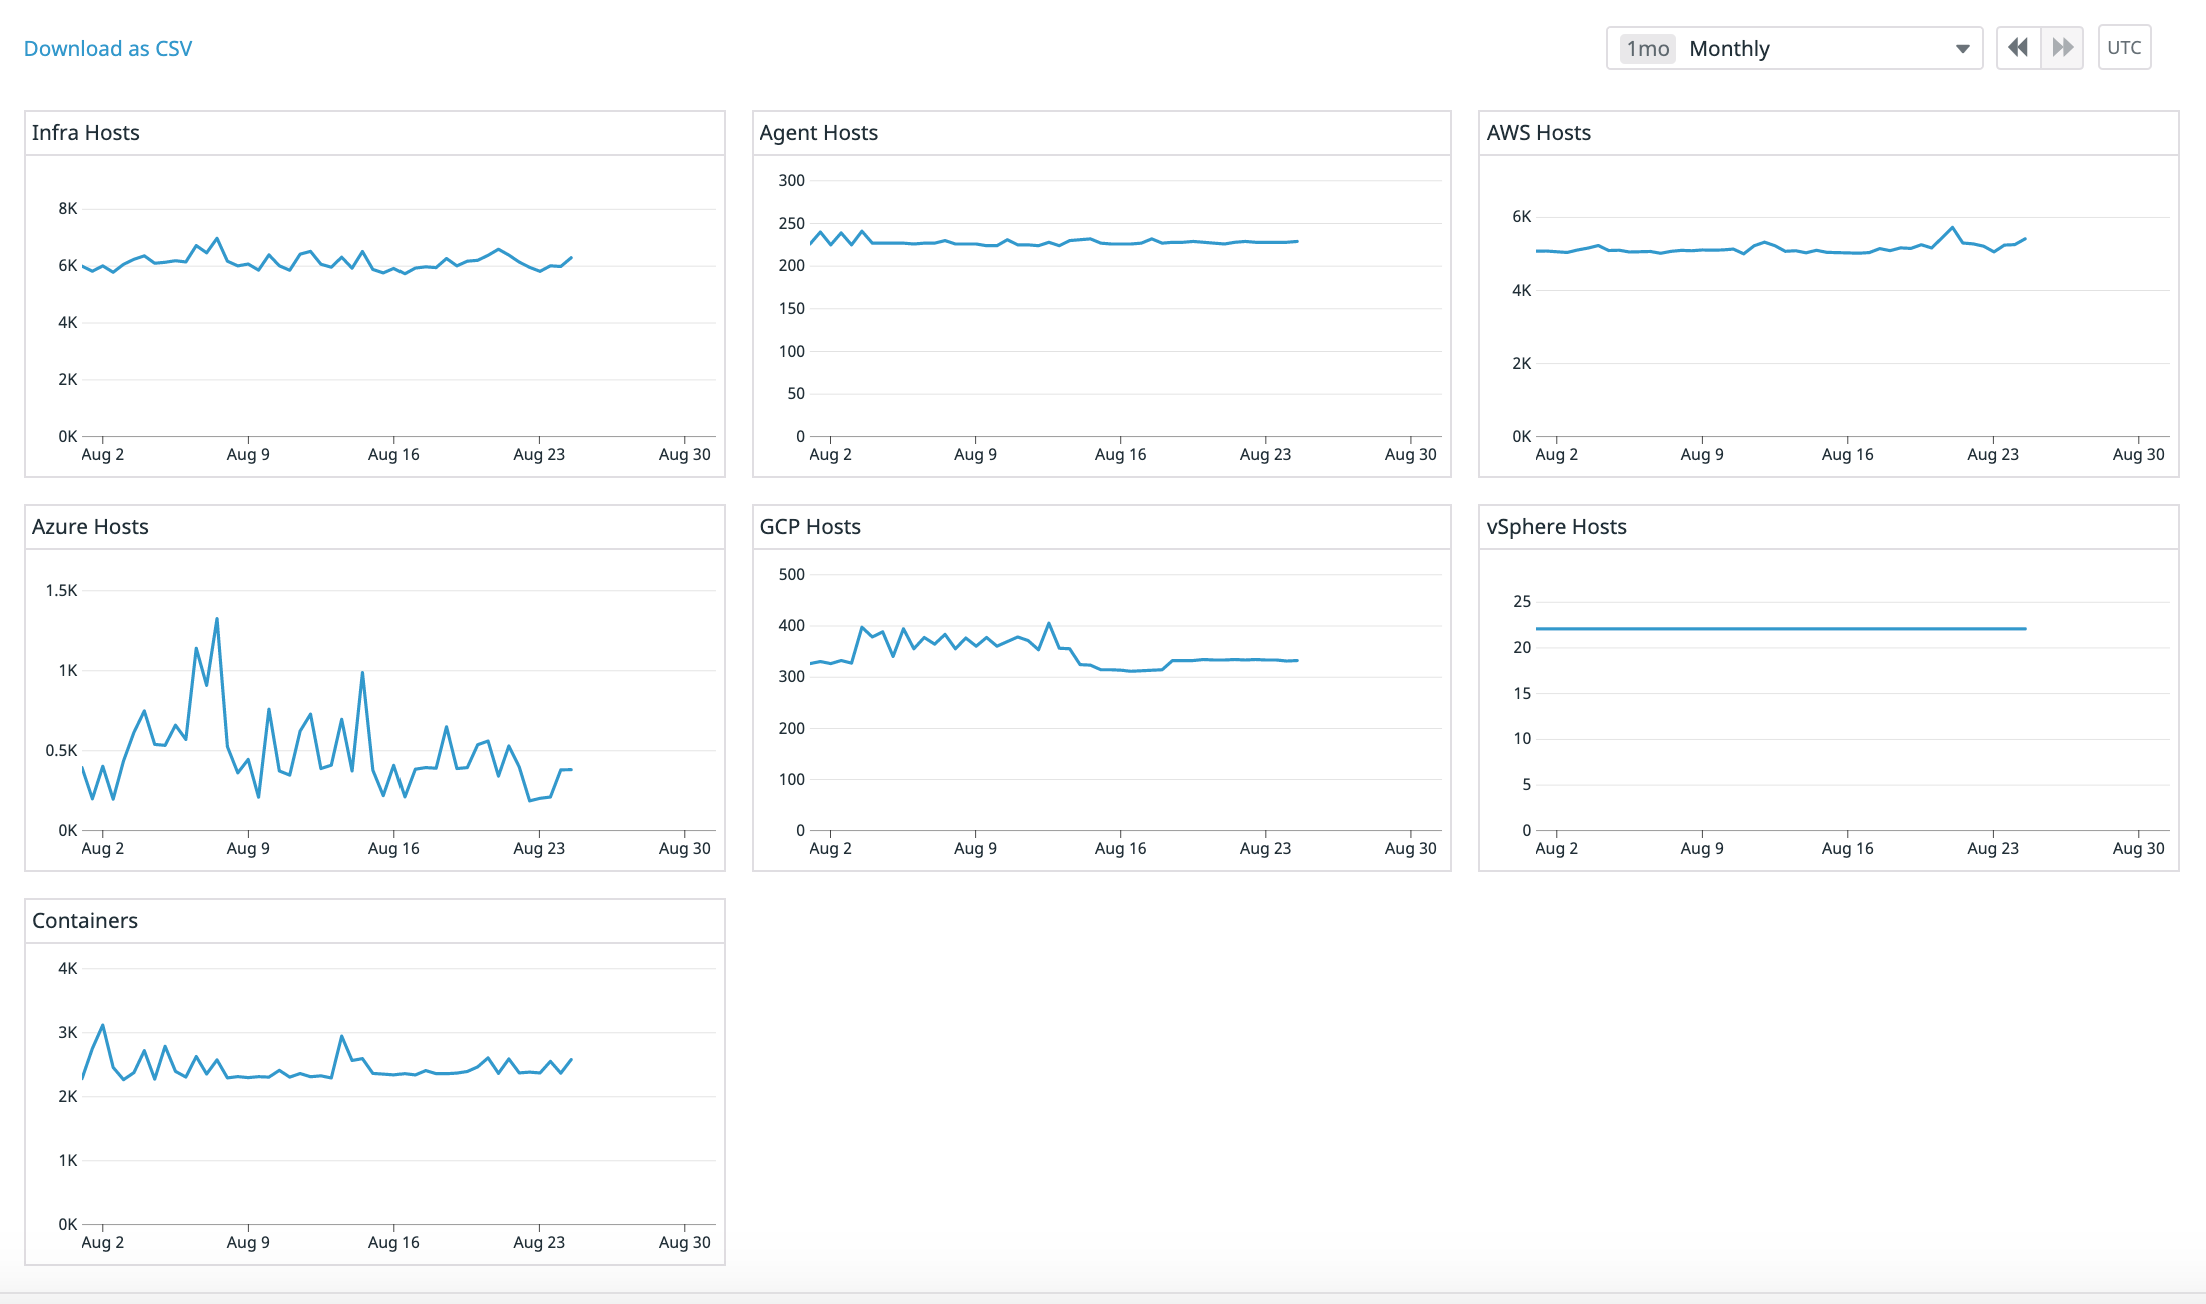 Download as CSV
1mo Monthly
UTC
Infra Hosts
8K
6K
4K
2K
0K
Aug 2 Aug 9 Aug 16 Aug 23 Aug 30
Agent Hosts
300
250
200
150
100
50
0
Aug 2 Aug 9 Aug 16 Aug 23 Aug 30
AWS Hosts
6K
4K
2K
0K
Aug 2 Aug 9 Aug 16 Aug 23 Aug 30
Azure Hosts
1.5K
1K
0.5K
0K
Aug 2 Aug 9 Aug 16 Aug 23 Aug 30
GCP Hosts
500
400
300
200
100
0
Aug 2 Aug 9 Aug 16 Aug 23 Aug 30
vSphere Hosts
25
20
15
10
5
0
Aug 2 Aug 9 Aug 16 Aug 23 Aug 30
Containers
4K
3K
2K
1K
0K
Aug 2 Aug 9 Aug 16 Aug 23 Aug 30